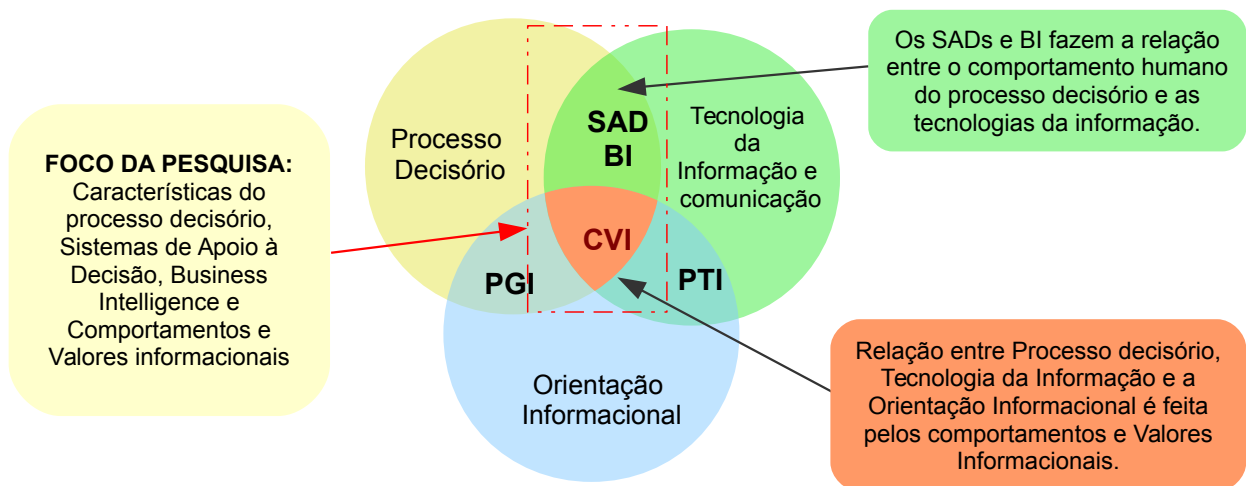 FOCO DA PESQUISA:
Características do
processo decisório,
Sistemas de Apoio à
Decisão, Business
Intelligence e
Comportamentos e
Valores informacionais
Processo
Decisório
SAD
BI
Tecnologia
da
Informação e
comunicação
CVI
PGI
PTI
Orientação
Informacional
Os SADs e BI fazem a relação
entre o comportamento humano
do processo decisório e as
tecnologias da informação.
Relação entre Processo decisório,
Tecnologia da Informação e a
Orientação Informacional é feita
pelos comportamentos e Valores
Informacionais.